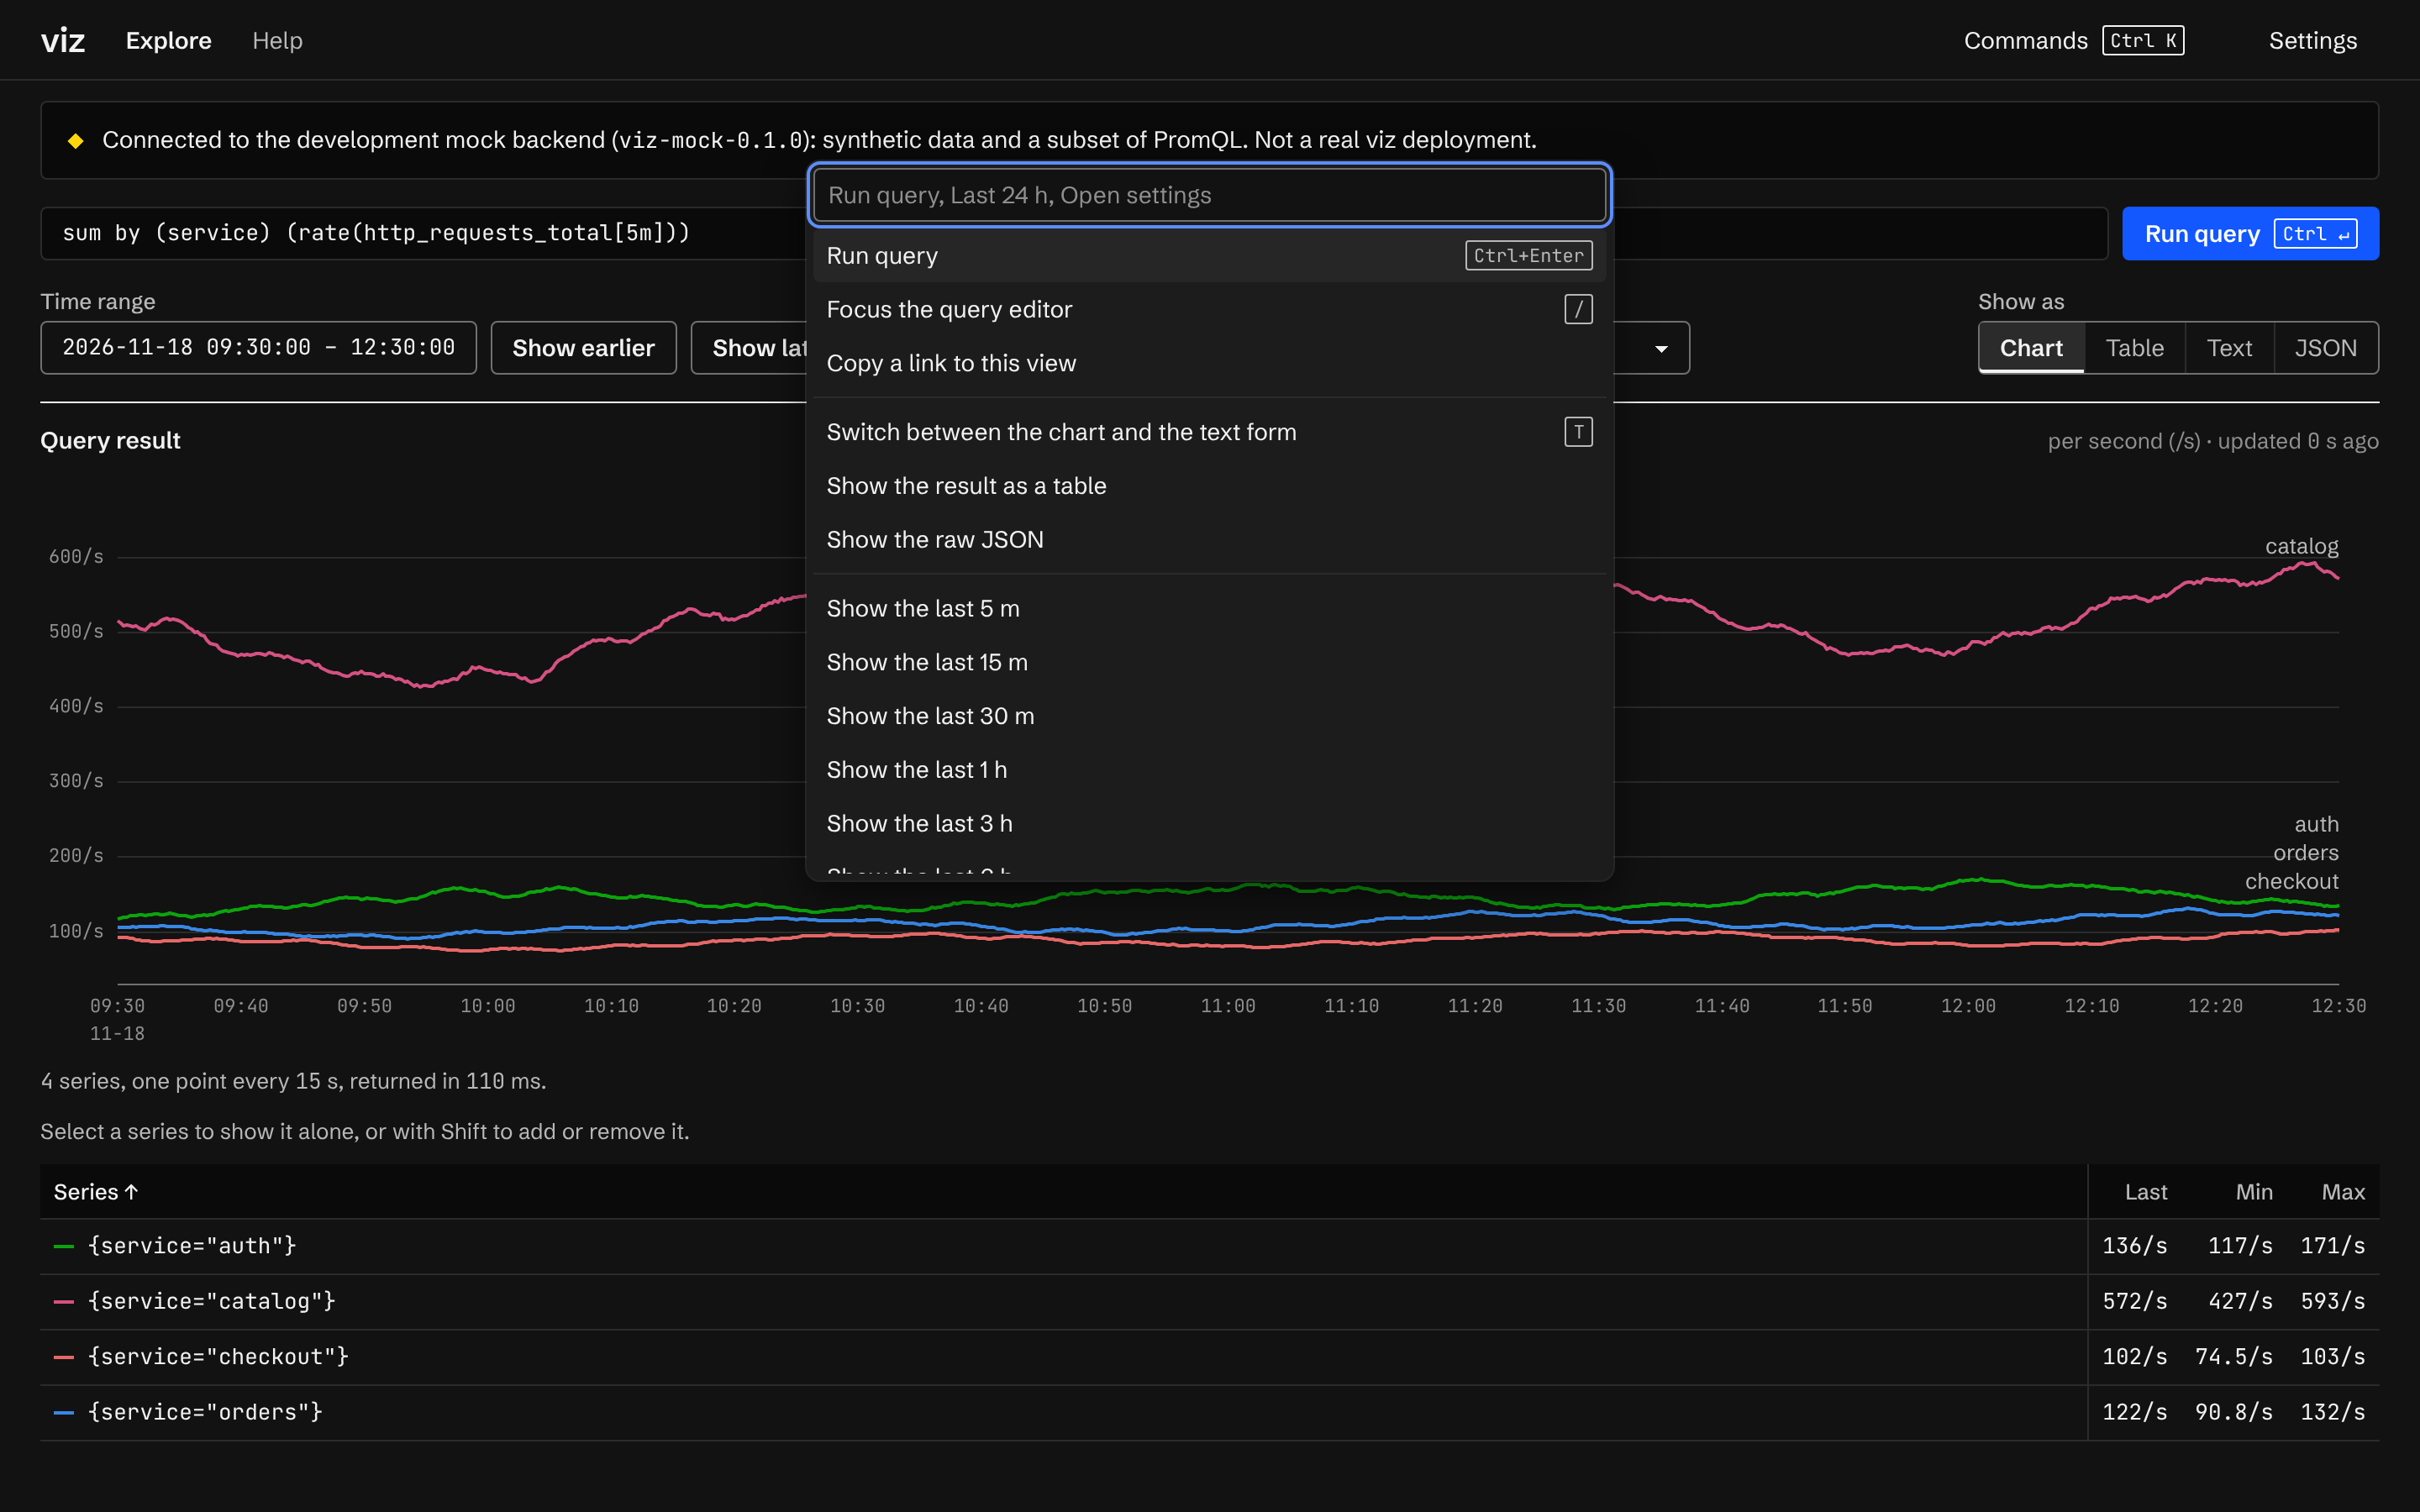 viz Explore Help Commands Ctrl K Settings
Connected to the development mock backend (viz-mock-0.1.0): synthetic data and a subset of PromQL. Not a real viz deployment.
sum by (service) (rate(http_requests_total[5m]))
Run query Ctrl ↵
Time range
2026-11-18 09:30:00 – 12:30:00
Show earlier
Show as
Chart Table Text JSON
Run query, Last 24 h, Open settings
Run query Ctrl+Enter
Focus the query editor /
Copy a link to this view
Switch between the chart and the text form T
Show the result as a table
Show the raw JSON
Show the last 5 m
Show the last 15 m
Show the last 30 m
Show the last 1 h
Show the last 3 h
Query result
per second (/s) · updated 0 s ago
600/s
500/s
400/s
300/s
200/s
100/s
catalog
auth
orders
checkout
09:30 09:40 09:50 10:00 10:10 10:20 10:30 10:40 10:50 11:00 11:10 11:20 11:30 11:40 11:50 12:00 12:10 12:20 12:30
11-18
4 series, one point every 15 s, returned in 110 ms.
Select a series to show it alone, or with Shift to add or remove it.
Series ↑ Last Min Max
{service="auth"} 136/s 117/s 171/s
{service="catalog"} 572/s 427/s 593/s
{service="checkout"} 102/s 74.5/s 103/s
{service="orders"} 122/s 90.8/s 132/s